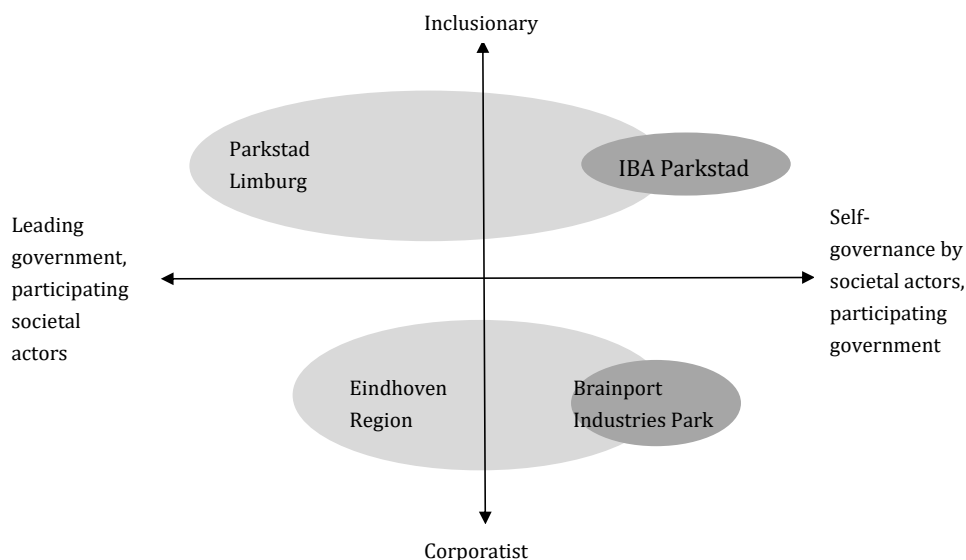 Inclusionary
Parkstad
Limburg
IBA Parkstad
Leading
government,
participating
societal
actors
Self-
governance by
societal actors,
participating
government
Eindhoven
Region
Brainport
Industries Park
Corporatist